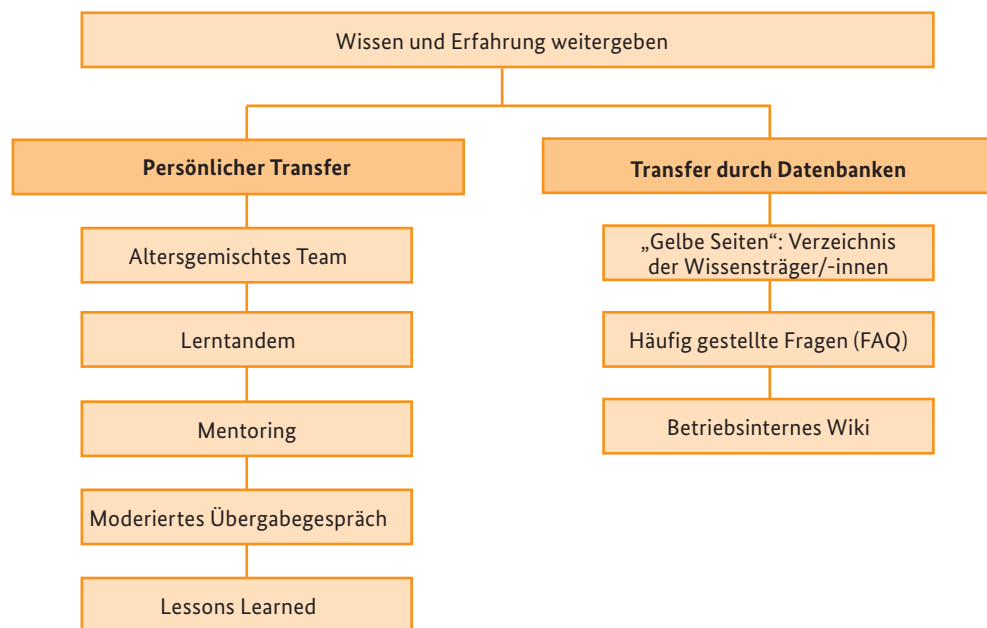 Wissen und Erfahrung weitergeben
Persönlicher Transfer
Altersgemischtes Team
Lerntandem
Mentoring
Moderiertes Übergabegespräch
Lessons Learned
Transfer durch Datenbanken
„Gelbe Seiten“: Verzeichnis
der Wissensträger/-innen
Häufig gestellte Fragen (FAQ)
Betriebsinternes Wiki